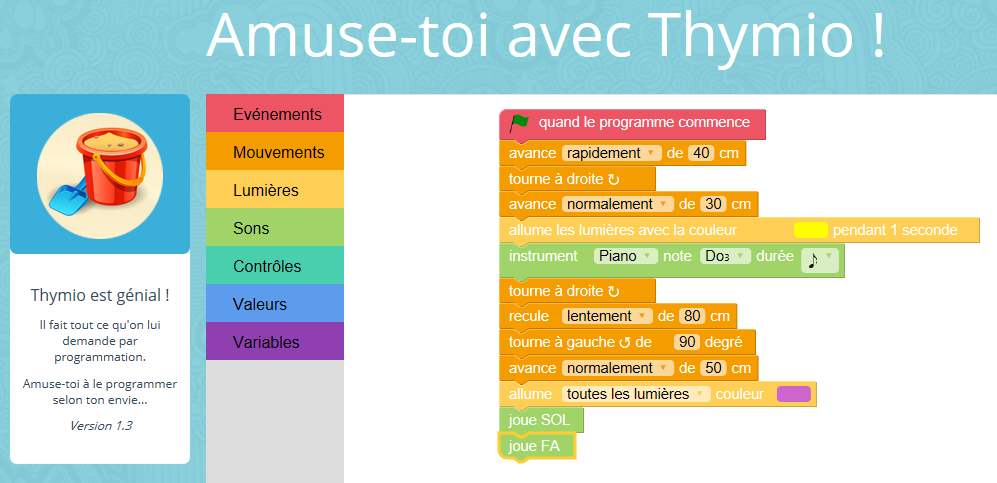 Amuse-toi avec Thymio !
Thymio est génial !
Il fait tout ce qu'on lui
demande par
programmation.
Amuse-toi à le programmer
selon ton envie...
Version 1.3
Evénements
Mouvements
Lumières
Sons
Contrôles
Valeurs
Variables
quand le programme commence
avance rapidement de 40 cm
tourne à droite ↻
avance normalement de 30 cm
allume les lumières avec la couleur pendant 1 seconde
instrument Piano note Do3 durée ♪
tourne à droite ↻
recule lentement de 80 cm
tourne à gauche ↺ de 90 degré
avance normalement de 50 cm
allume toutes les lumières couleur
joue SOL
joue FA